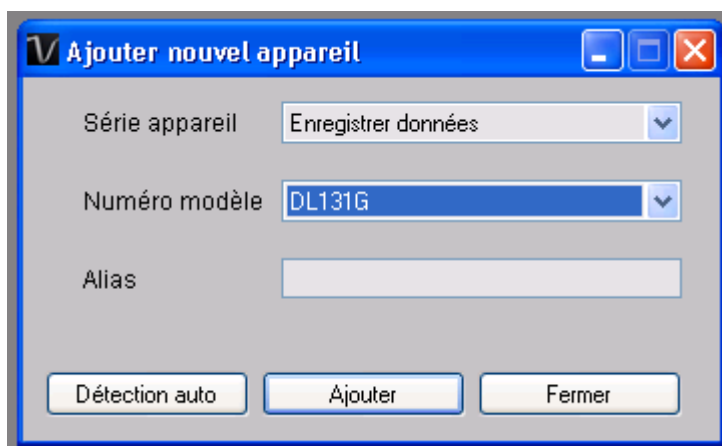 Ajouter nouvel appareil
Série appareil Enregistrer données
Numéro modèle DL131G
Alias
Détection auto Ajouter Fermer